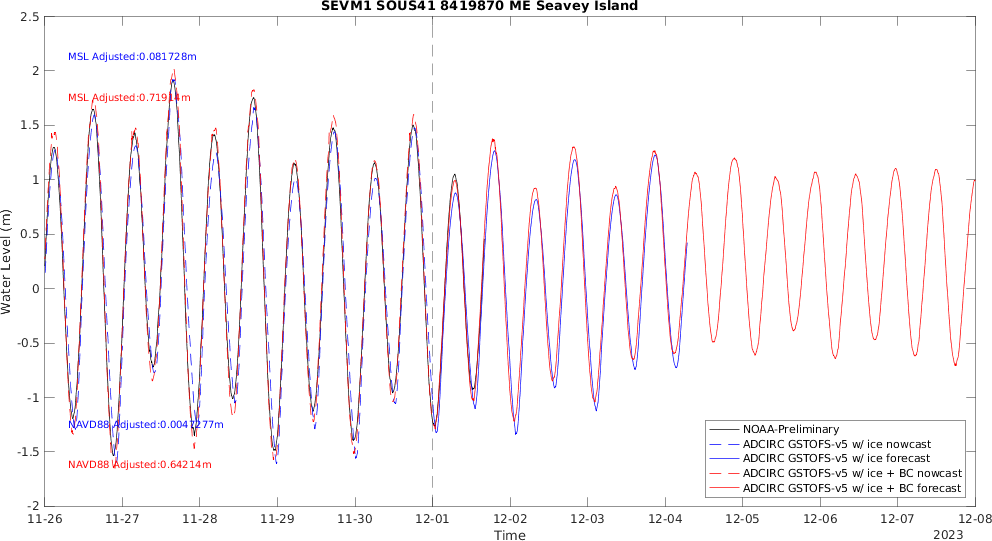 SEVM1 SOUS41 8419870 ME Seavey Island
2.5
2
1.5
1
0.5
0
-0.5
-1
-1.5
-2
Water Level (m)
MSL Adjusted:0.081728m
MSL Adjusted:0.71914m
NAVD88 Adjusted:0.0047277m
NAVD88 Adjusted:0.64214m
NOAA-Preliminary
ADCIRC GSTOFS-v5 w/ ice nowcast
ADCIRC GSTOFS-v5 w/ ice forecast
ADCIRC GSTOFS-v5 w/ ice + BC nowcast
ADCIRC GSTOFS-v5 w/ ice + BC forecast
11-26 11-27 11-28 11-29 11-30 12-01 12-02 12-03 12-04 12-05 12-06 12-07 12-08
Time
2023